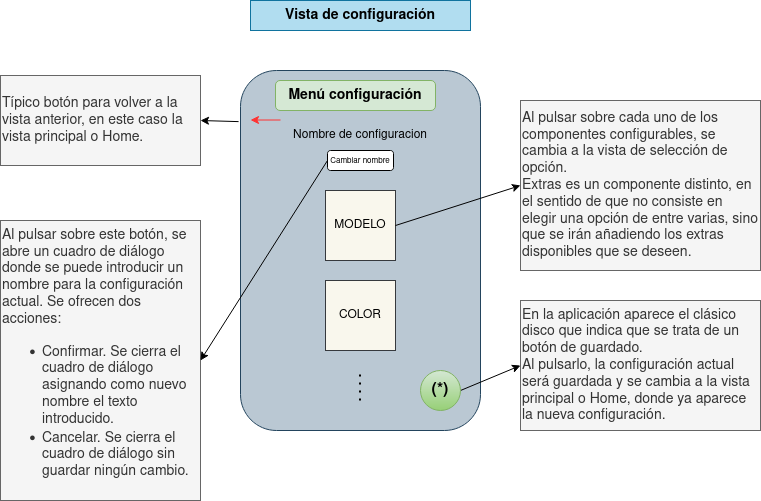 Vista de configuración
Menú configuración
Nombre de configuracion
Cambiar nombre
MODELO
COLOR
(*)
Típico botón para volver a la
vista anterior, en este caso la
vista principal o Home.
Al pulsar sobre este botón, se
abre un cuadro de diálogo
donde se puede introducir un
nombre para la configuración
actual. Se ofrecen dos
acciones:
• Confirmar. Se cierra el
cuadro de diálogo
asignando como nuevo
nombre el texto
introducido.
• Cancelar. Se cierra el
cuadro de diálogo sin
guardar ningún cambio.
Al pulsar sobre cada uno de los
componentes configurables, se
cambia a la vista de selección de
opción.
Extras es un componente distinto, en
el sentido de que no consiste en
elegir una opción de entre varias, sino
que se irán añadiendo los extras
disponibles que se deseen.
En la aplicación aparece el clásico
disco que indica que se trata de un
botón de guardado.
Al pulsarlo, la configuración actual
será guardada y se cambia a la vista
principal o Home, donde ya aparece
la nueva configuración.